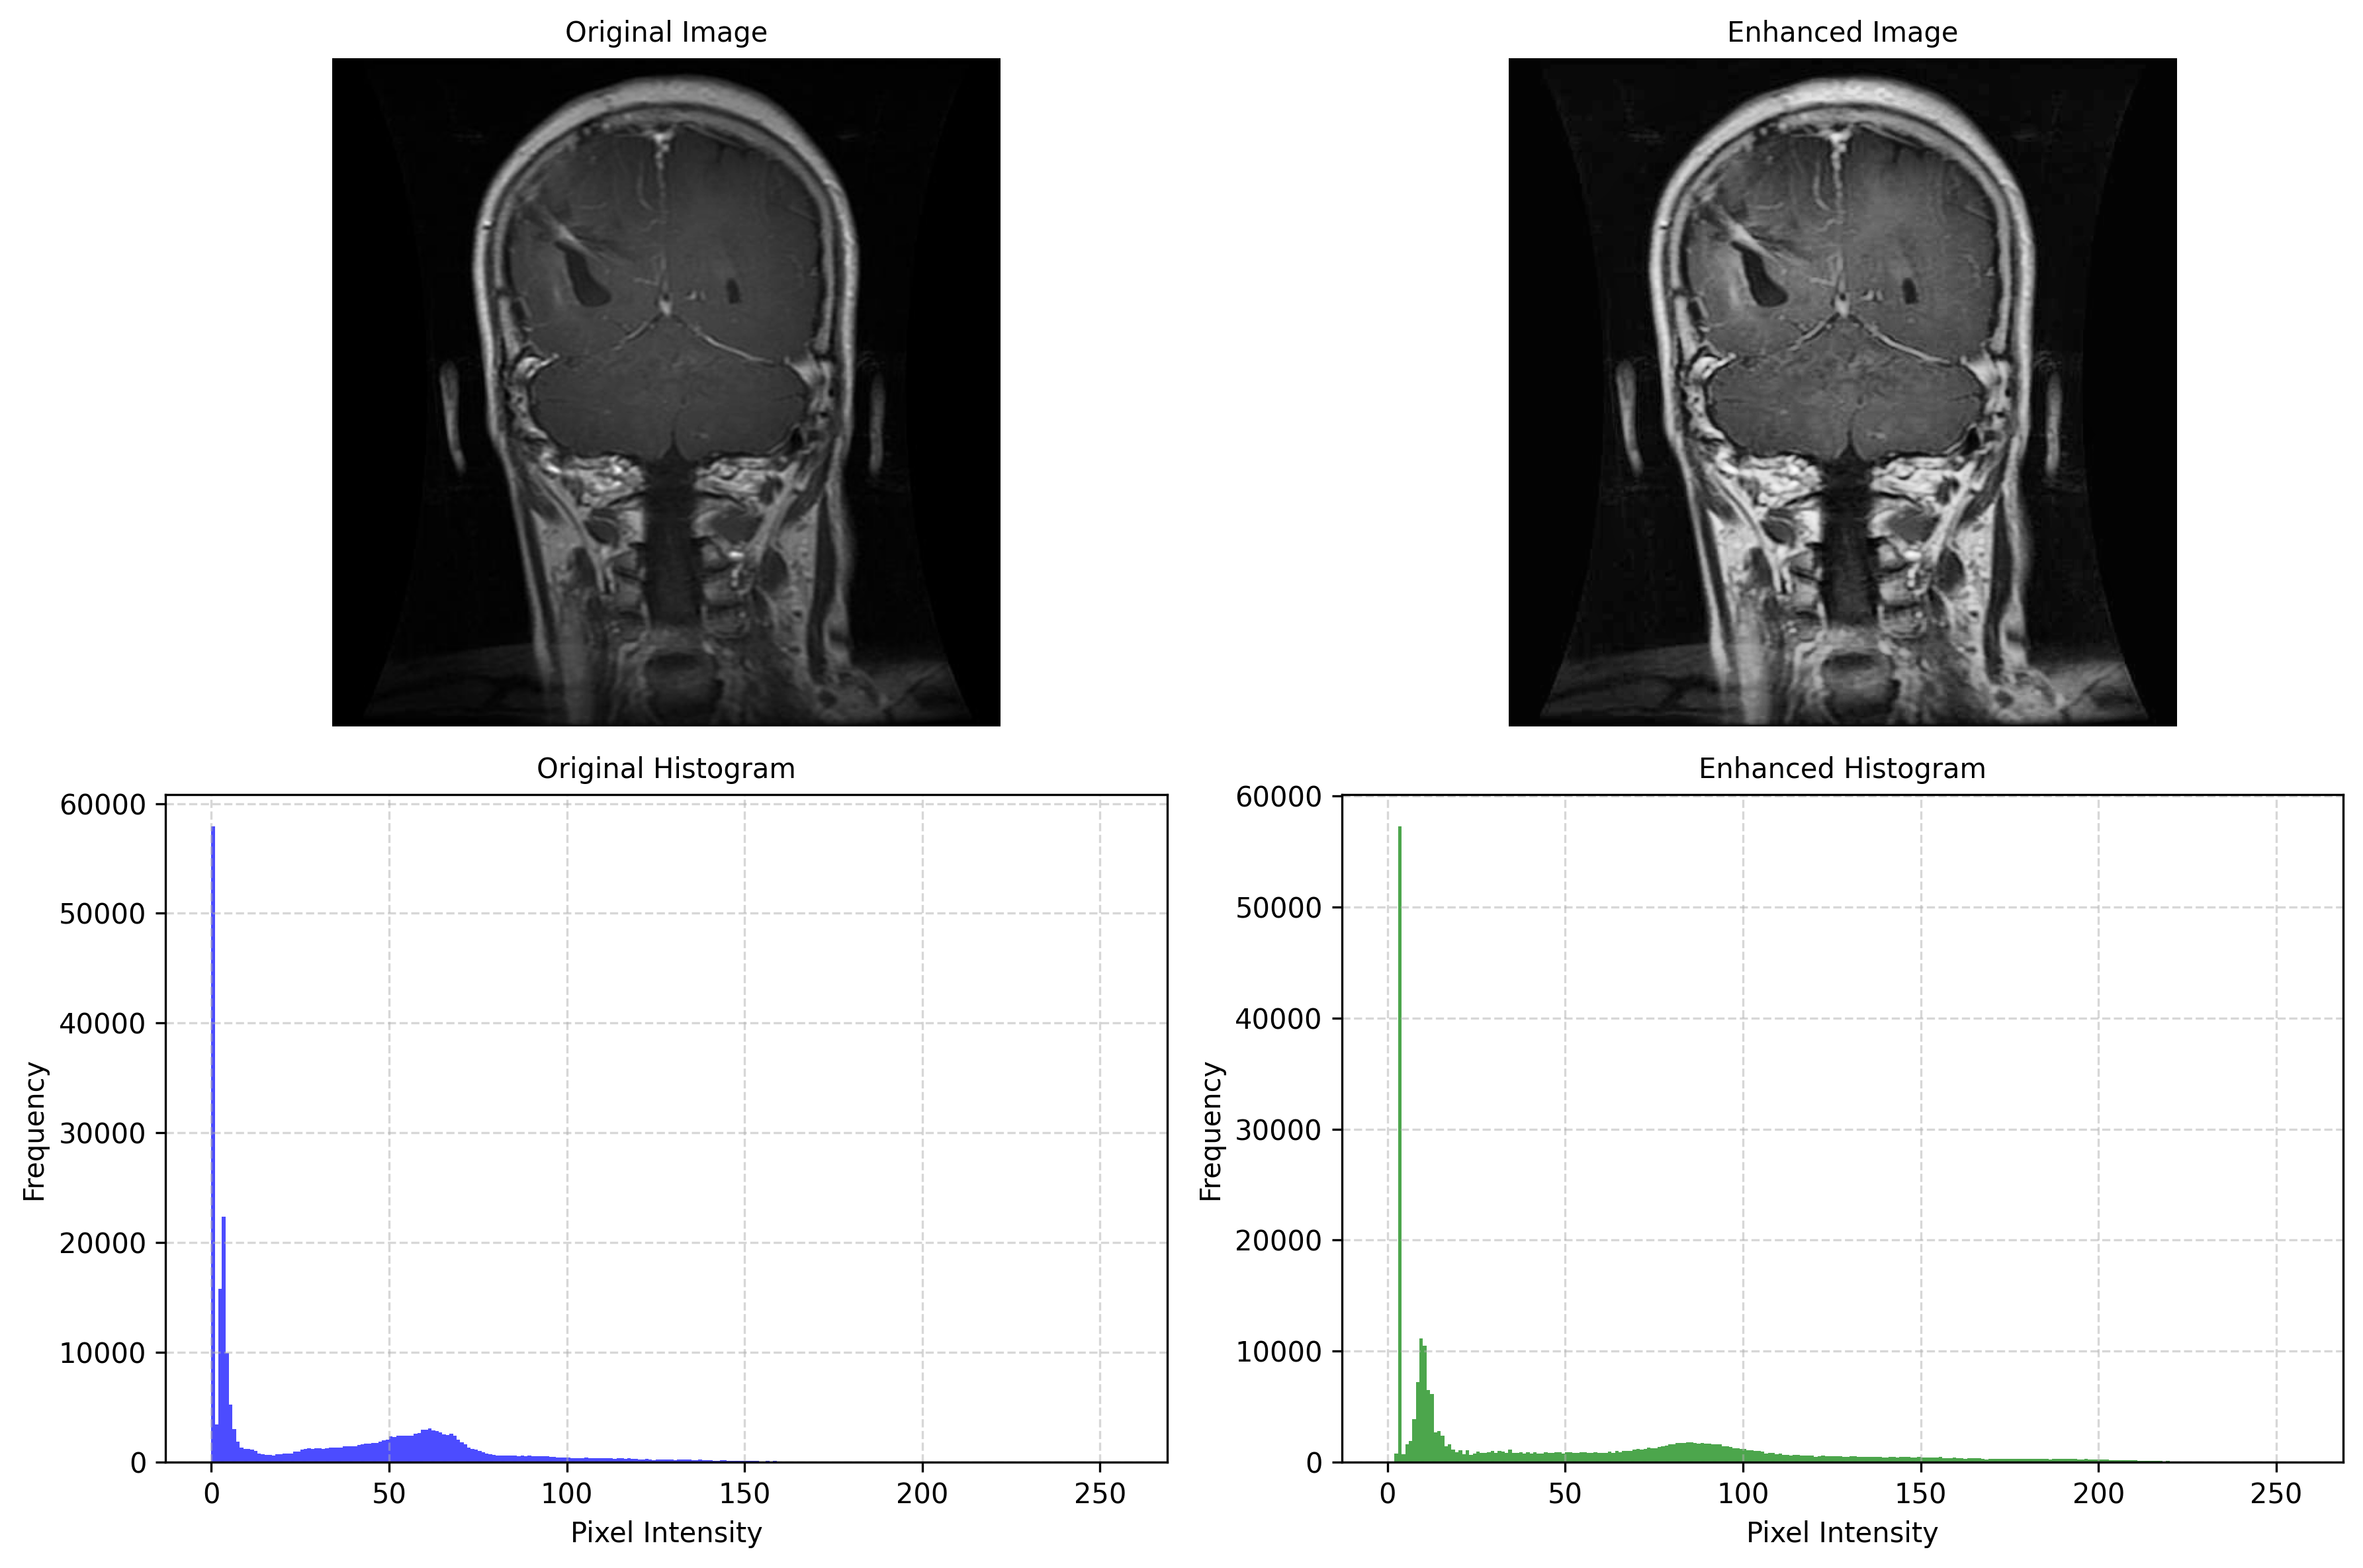 Original Image
Enhanced Image
Original Histogram
Enhanced Histogram
60000
50000
40000
30000
20000
10000
0
Frequency
0 50 100 150 200 250
Pixel Intensity
60000
50000
40000
30000
20000
10000
0
Frequency
0 50 100 150 200 250
Pixel Intensity